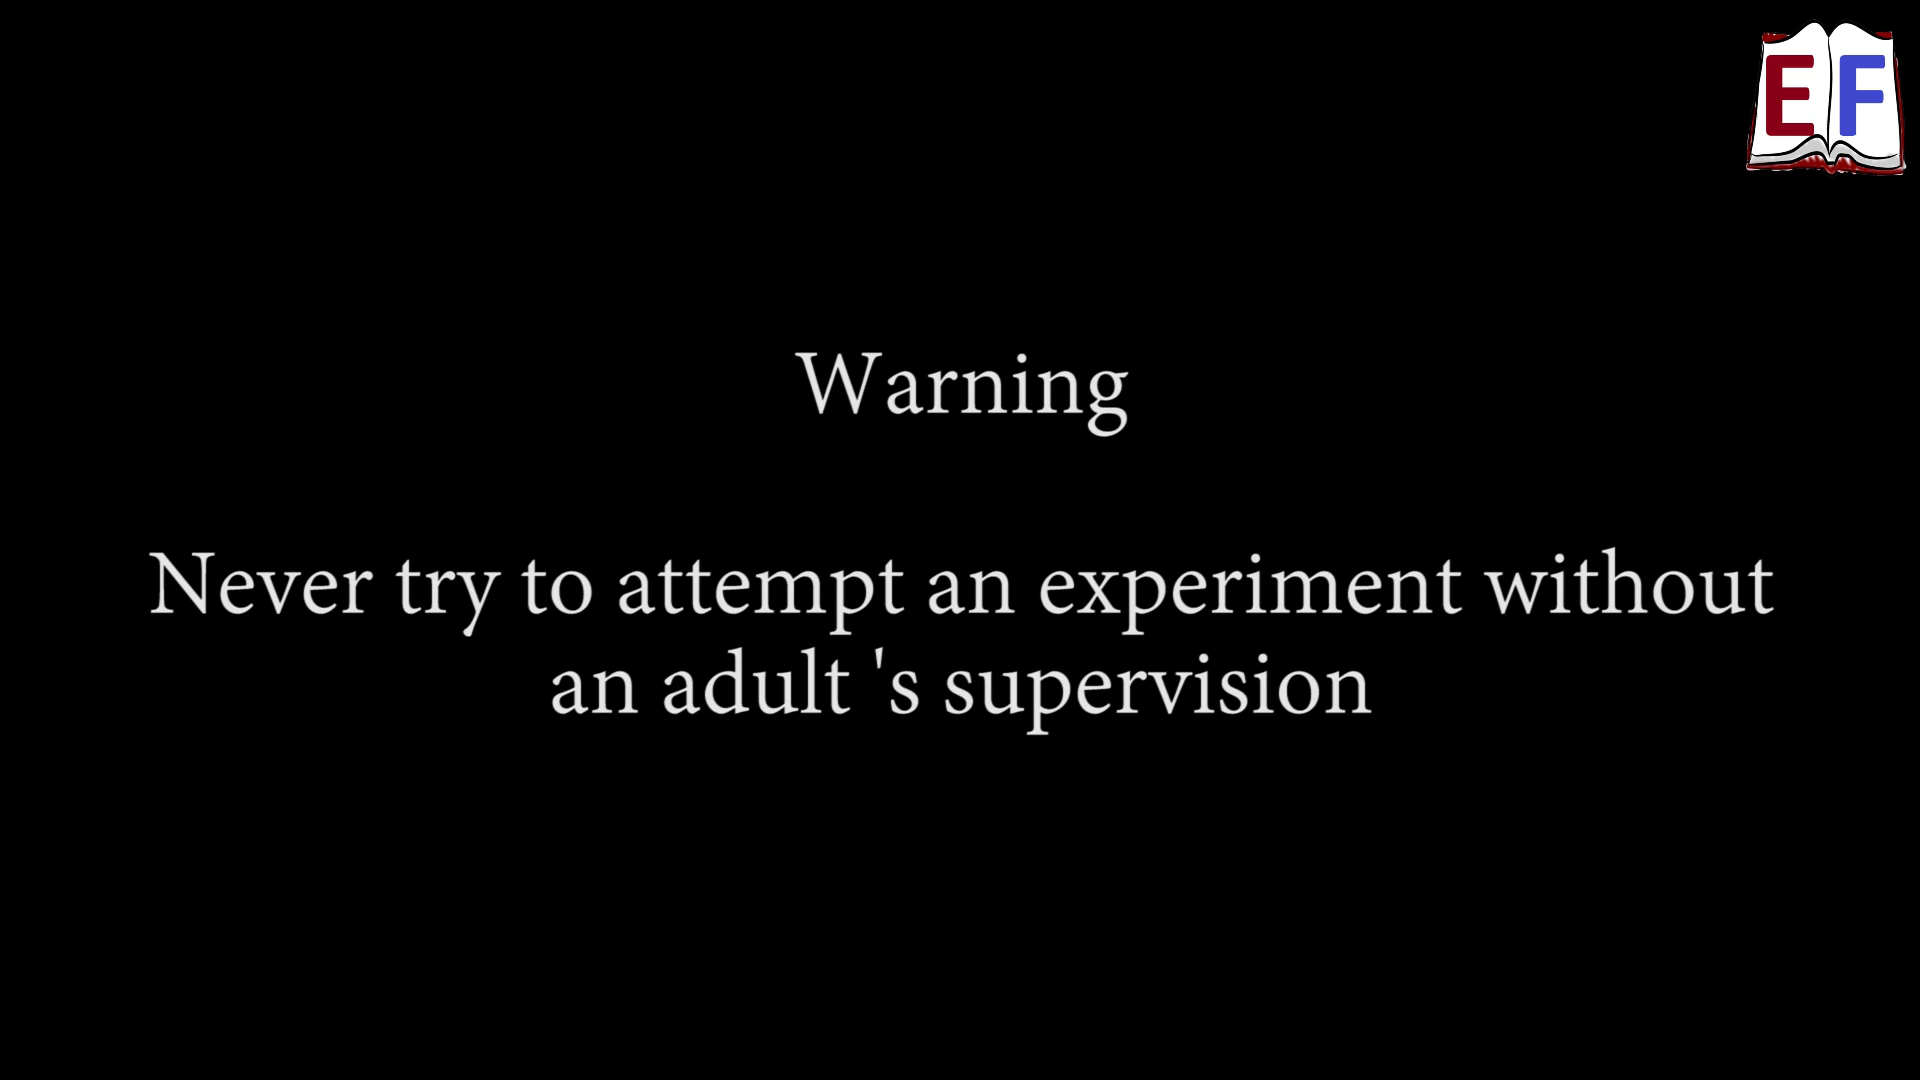 EF
Warning
Never try to attempt an experiment without
an adult 's supervision